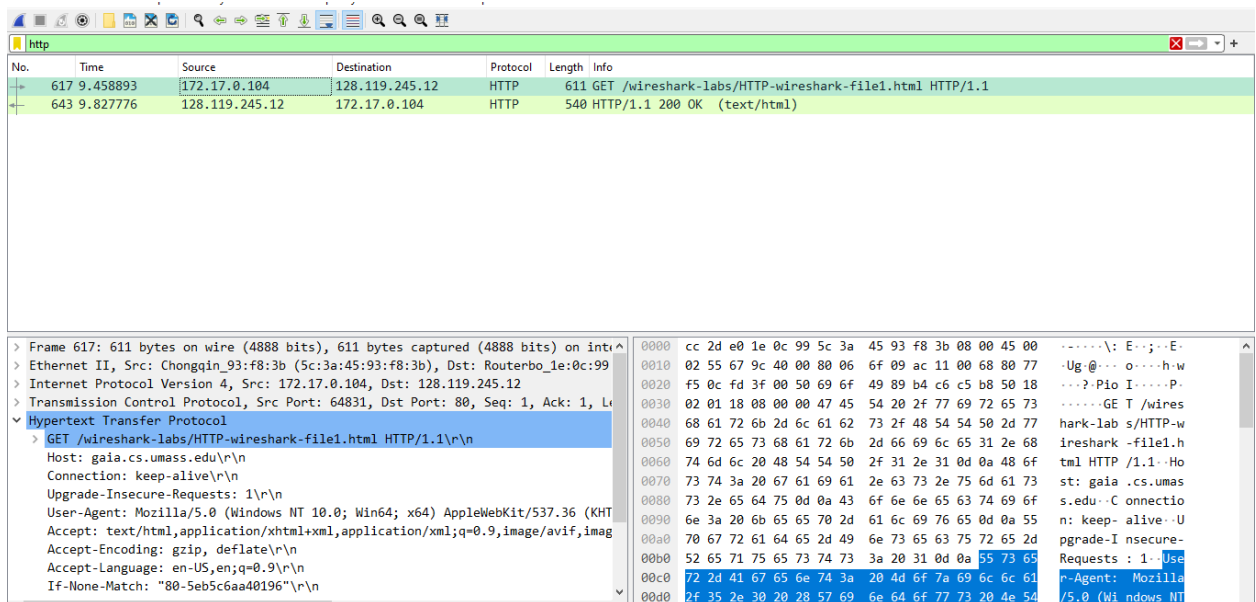 http
+
No. Time Source Destination Protocol Length Info
617 9.458893 172.17.0.104 128.119.245.12 HTTP 611 GET /wireshark-labs/HTTP-wireshark-file1.html HTTP/1.1
643 9.827776 128.119.245.12 172.17.0.104 HTTP 540 HTTP/1.1 200 OK (text/html)
> Frame 617: 611 bytes on wire (4888 bits), 611 bytes captured (4888 bits) on
> Ethernet II, Src: Chongqin_93:f8:3b (5c:3a:45:93:f8:3b), Dst: Routerbo_1e:0c:99
> Internet Protocol Version 4, Src: 172.17.0.104, Dst: 128.119.245.12
> Transmission Control Protocol, Src Port: 64831, Dst Port: 80, Seq: 1, Ack: 1,
Hypertext Transfer Protocol
> GET /wireshark-labs/HTTP-wireshark-file1.html HTTP/1.1\r\n
Host: gaia.cs.umass.edu\r\n
Connection: keep-alive\r\n
Upgrade-Insecure-Requests: 1\r\n
User-Agent: Mozilla/5.0 (Windows NT 10.0; Win64; x64) AppleWebKit/537.36 (KHT
Accept: text/html,application/xhtml+xml,application/xml;q=0.9,image/avif,imag
Accept-Encoding: gzip, deflate\r\n
Accept-Language: en-US,en;q=0.9\r\n
If-None-Match: "80-5eb5c6aa40196"\r\n
0000 cc 2d e0 1e 0c 99 5c 3a 45 93 f8 3b 08 00 45 00 ·-····\: E··;··E·
0010 02 55 67 9c 40 00 80 06 6f 09 ac 11 00 68 80 77 ·Ug·@··· o····h·w
0020 f5 0c fd 3f 00 50 69 6f 49 89 b4 c6 c5 b8 50 18 ···?·Pio I·····P·
0030 02 01 18 08 00 00 47 45 54 20 2f 77 69 72 65 73 ······GE T /wires
0040 68 61 72 6b 2d 6c 61 62 73 2f 48 54 54 50 2d 77 hark-lab s/HTTP-w
0050 69 72 65 73 68 61 72 6b 2d 66 69 6c 65 31 2e 68 ireshark -file1.h
0060 74 6d 6c 20 48 54 54 50 2f 31 2e 31 0d 0a 48 6f tml HTTP /1.1··Ho
0070 73 74 3a 20 67 61 69 61 2e 63 73 2e 75 6d 61 73 st: gaia .cs.umas
0080 73 2e 65 64 75 0d 0a 43 6f 6e 6e 65 63 74 69 6f s.edu··C onnectio
0090 6e 3a 20 6b 65 65 70 2d 61 6c 69 76 65 0d 0a 55 n: keep- alive··U
00a0 70 67 72 61 64 65 2d 49 6e 73 65 63 75 72 65 2d pgrade-I nsecure-
00b0 52 65 71 75 65 73 74 73 3a 20 31 0d 0a 55 73 65 Requests : 1··Use
00c0 72 2d 41 67 65 6e 74 3a 20 4d 6f 7a 69 6c 6c 61 r-Agent: Mozilla
00d0 2f 35 2e 30 20 28 57 69 6e 64 6f 77 73 20 4e 54 /5.0 (Wi ndows NT